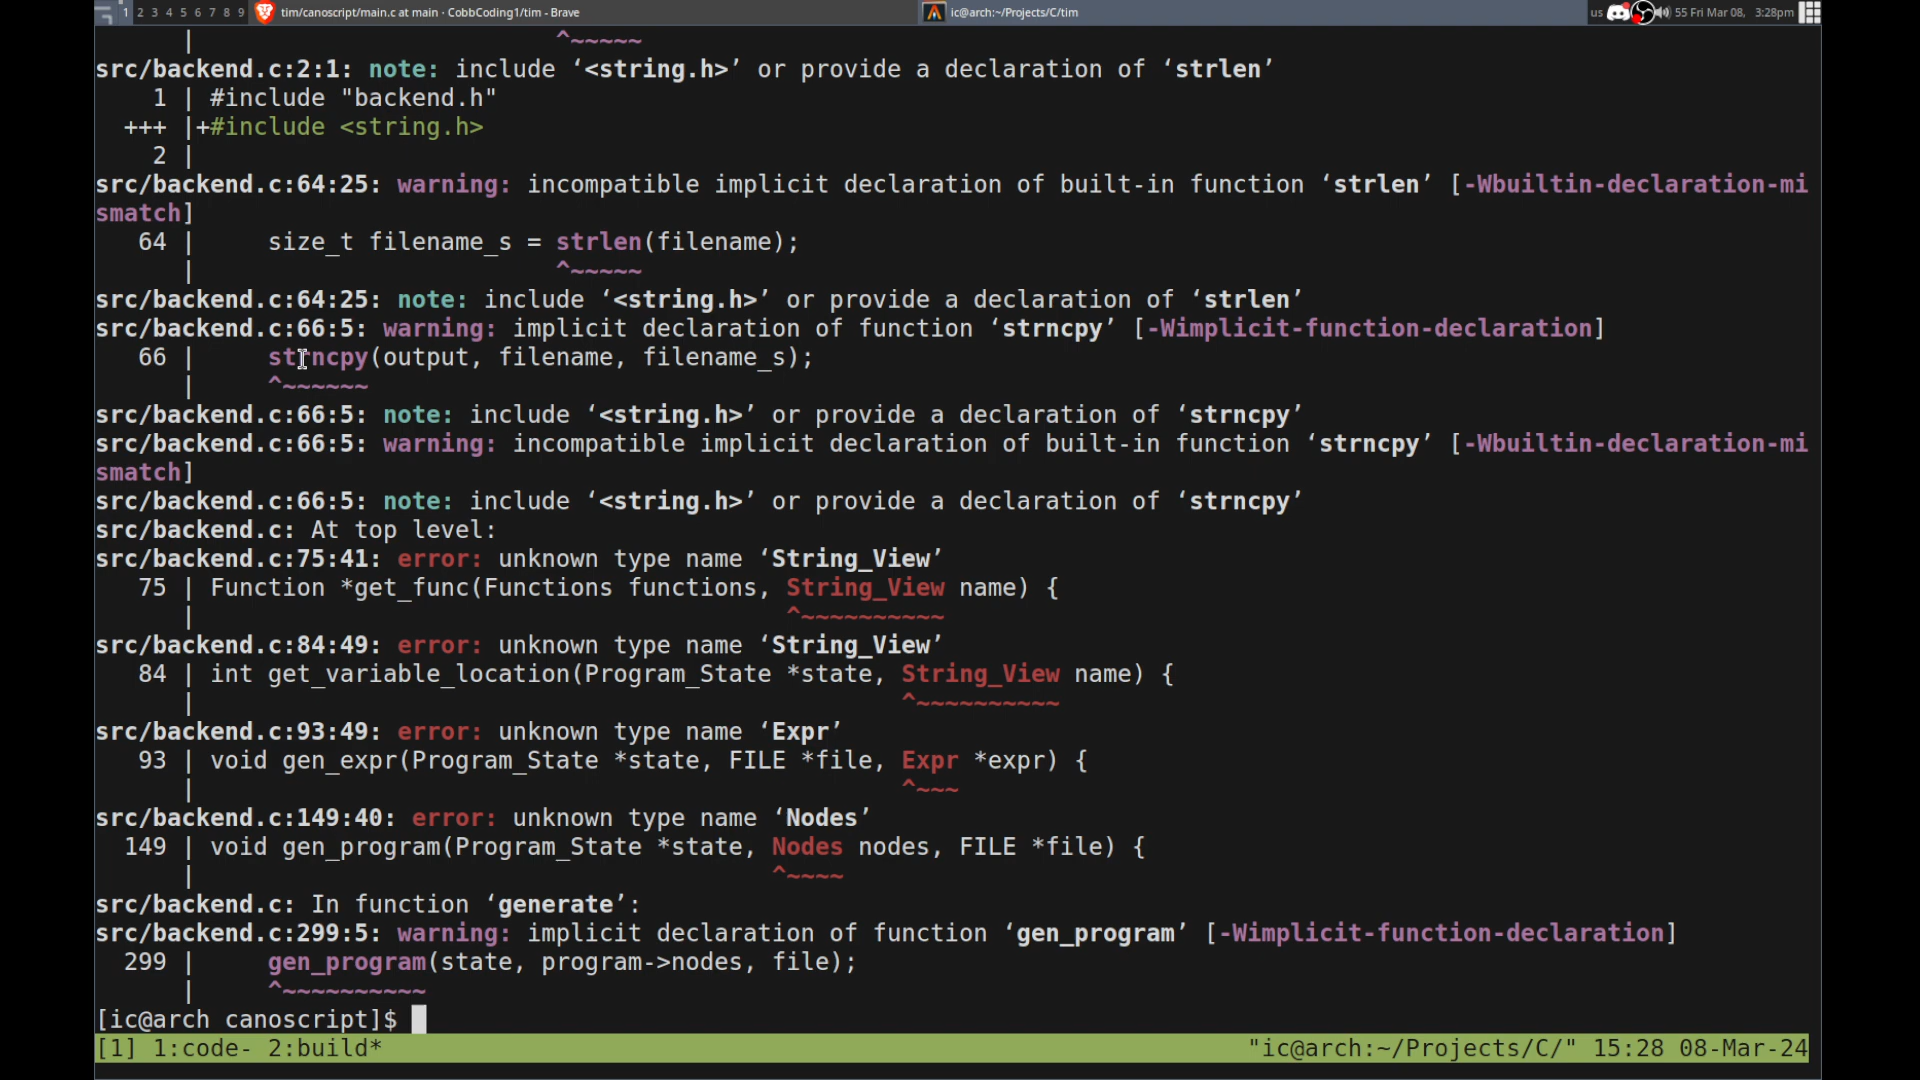 1 2 3 4 5 6 7 8 9 tim/canoscript/main.c at main · CobbCoding1/tim - Brave ic@arch:~/Projects/C/tim us 55 Fri Mar 08, 3:28pm
| ^~~~~~
src/backend.c:2:1: note: include ‘<string.h>’ or provide a declaration of ‘strlen’
1 | #include "backend.h"
+++ |+#include <string.h>
2 |
src/backend.c:64:25: warning: incompatible implicit declaration of built-in function ‘strlen’ [-Wbuiltin-declaration-mi
smatch]
64 | size_t filename_s = strlen(filename);
| ^~~~~~
src/backend.c:64:25: note: include ‘<string.h>’ or provide a declaration of ‘strlen’
src/backend.c:66:5: warning: implicit declaration of function ‘strncpy’ [-Wimplicit-function-declaration]
66 | strncpy(output, filename, filename_s);
| ^~~~~~~
src/backend.c:66:5: note: include ‘<string.h>’ or provide a declaration of ‘strncpy’
src/backend.c:66:5: warning: incompatible implicit declaration of built-in function ‘strncpy’ [-Wbuiltin-declaration-mi
smatch]
src/backend.c:66:5: note: include ‘<string.h>’ or provide a declaration of ‘strncpy’
src/backend.c: At top level:
src/backend.c:75:41: error: unknown type name ‘String_View’
75 | Function *get_func(Functions functions, String_View name) {
| ^~~~~~~~~~~
src/backend.c:84:49: error: unknown type name ‘String_View’
84 | int get_variable_location(Program_State *state, String_View name) {
| ^~~~~~~~~~~
src/backend.c:93:49: error: unknown type name ‘Expr’
93 | void gen_expr(Program_State *state, FILE *file, Expr *expr) {
| ^~~~
src/backend.c:149:40: error: unknown type name ‘Nodes’
149 | void gen_program(Program_State *state, Nodes nodes, FILE *file) {
| ^~~~~
src/backend.c: In function ‘generate’:
src/backend.c:299:5: warning: implicit declaration of function ‘gen_program’ [-Wimplicit-function-declaration]
299 | gen_program(state, program->nodes, file);
| ^~~~~~~~~~~
[ic@arch canoscript]$
[1] 1:code- 2:build* "ic@arch:~/Projects/C/" 15:28 08-Mar-24